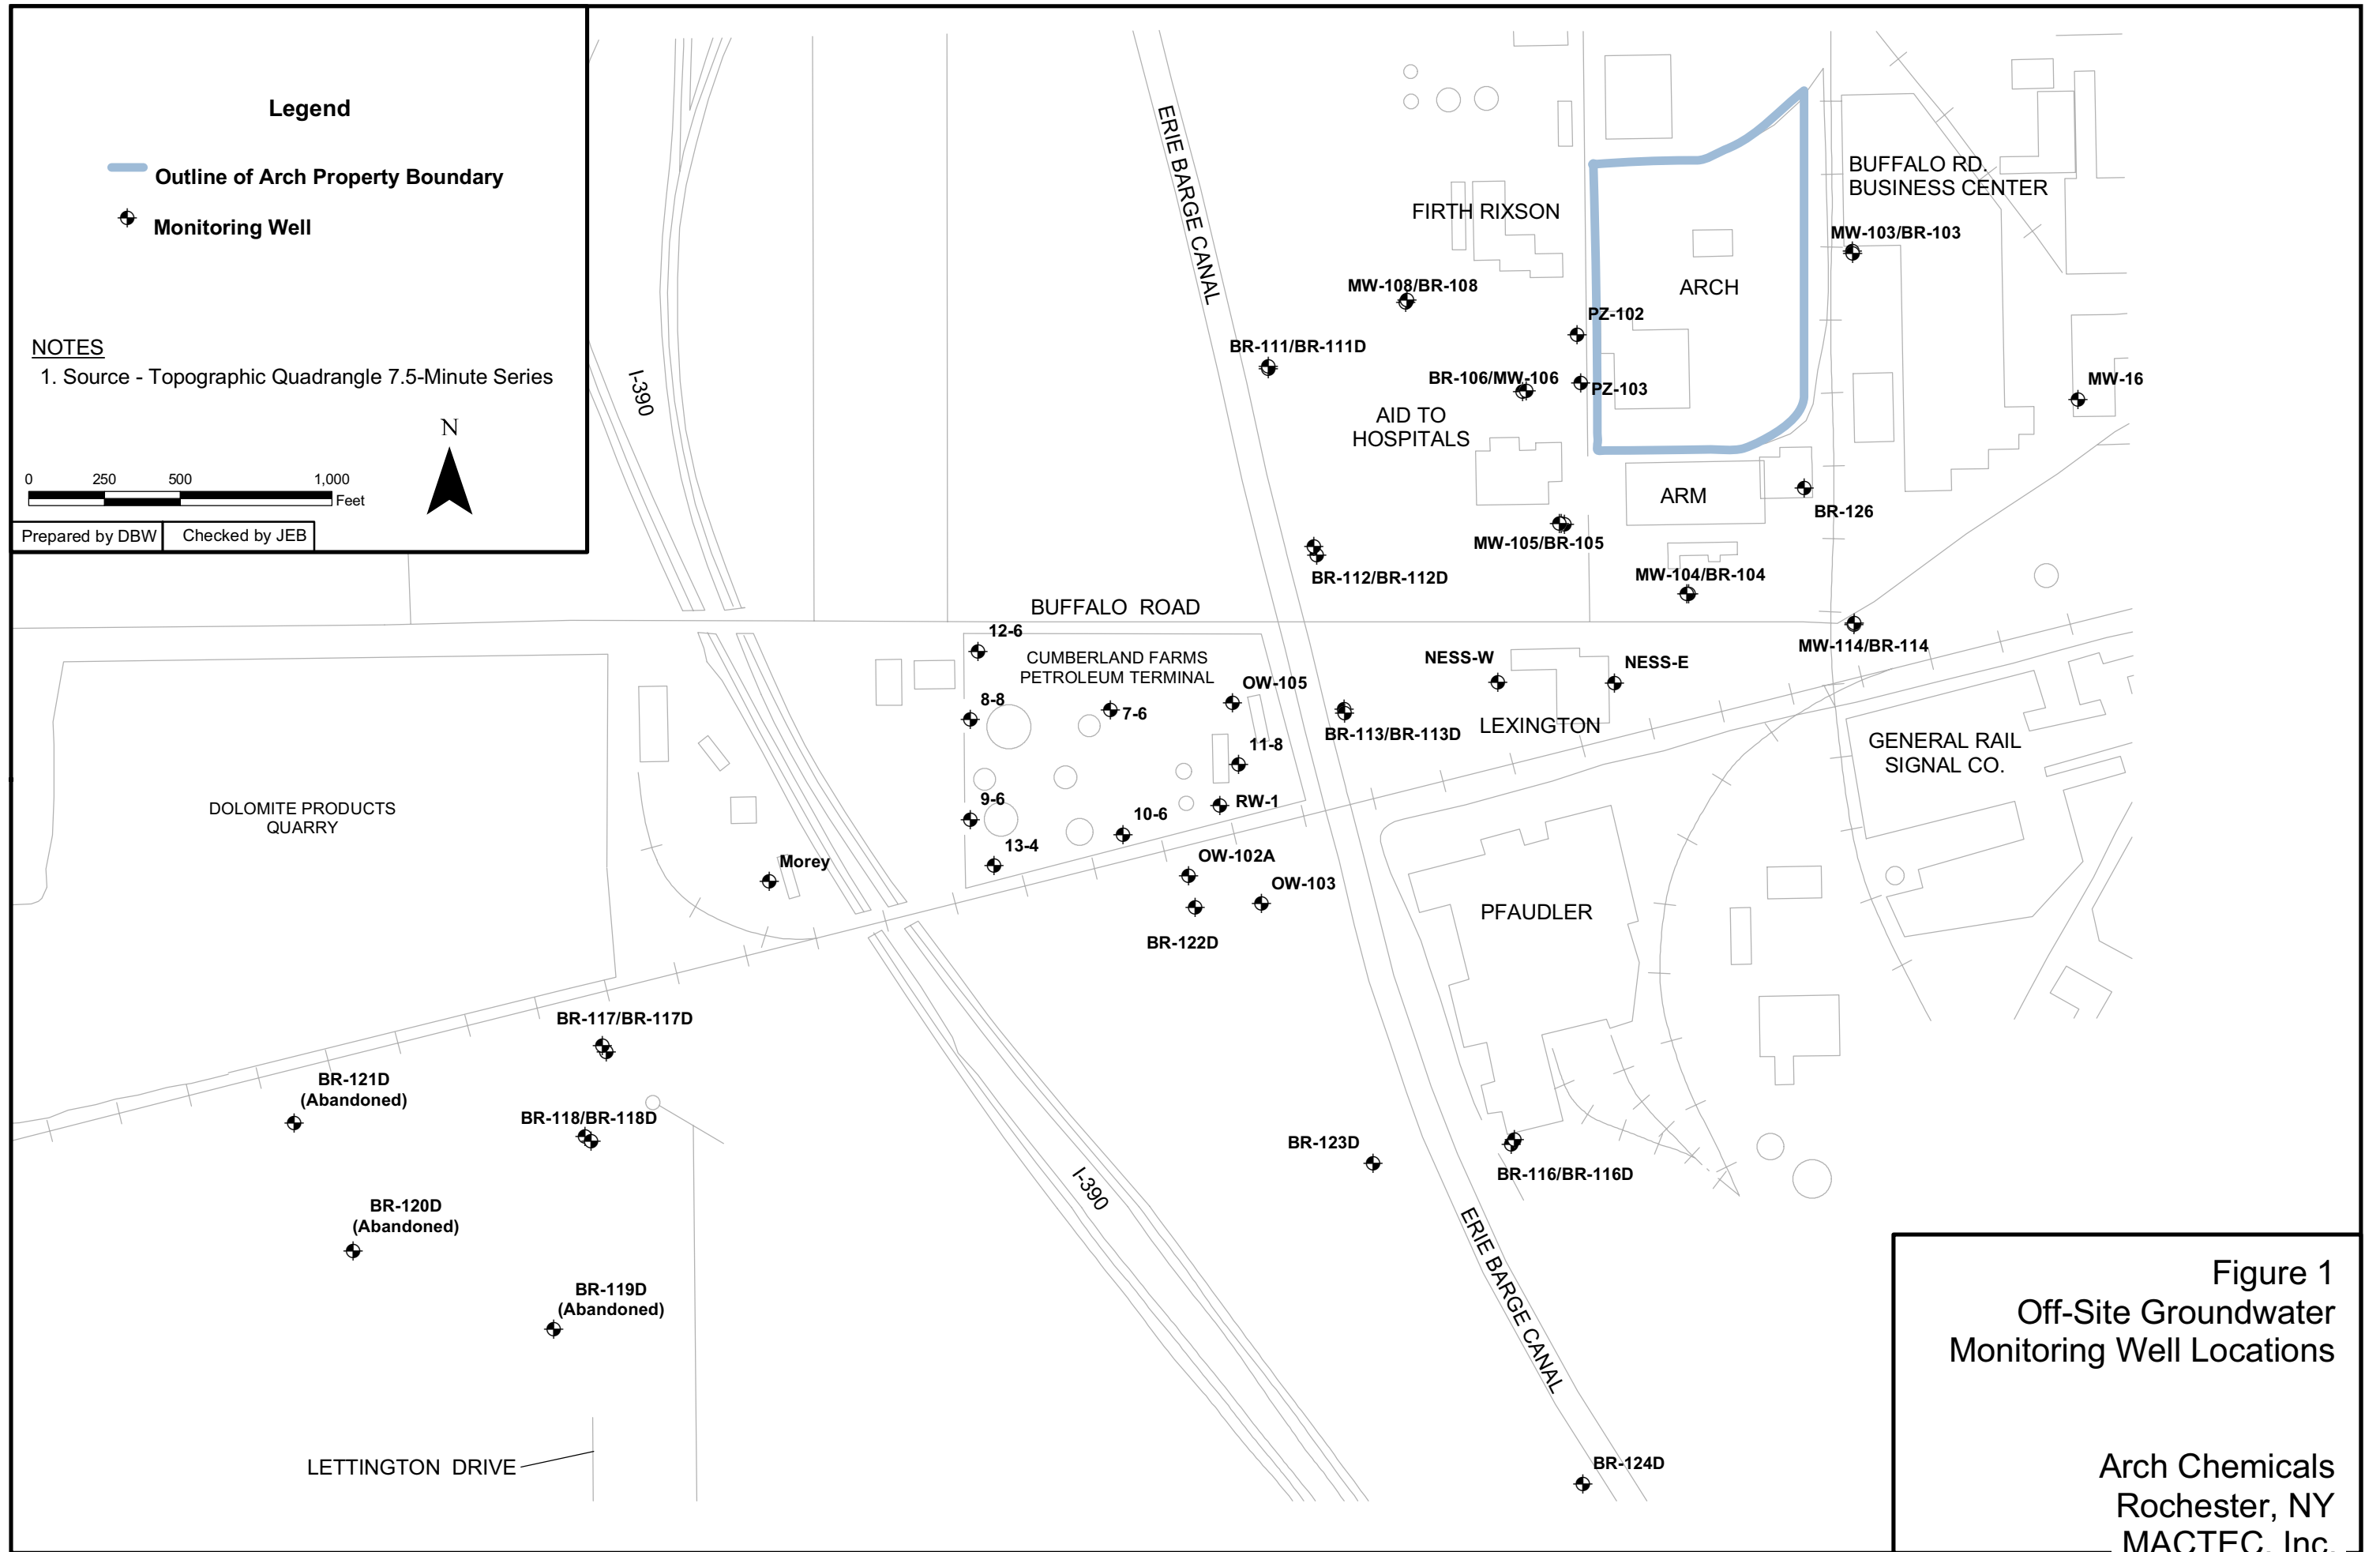 Legend
Outline of Arch Property Boundary
Monitoring Well
NOTES
1. Source - Topographic Quadrangle 7.5-Minute Series
N
0 250 500 1,000
Feet
Prepared by DBW Checked by JEB
I-390
ERIE BARGE CANAL
FIRTH RIXSON
BUFFALO RD.
BUSINESS CENTER
MW-103/BR-103
ARCH
MW-108/BR-108
PZ-102
BR-111/BR-111D
BR-106/MW-106
PZ-103
MW-16
AID TO
HOSPITALS
ARM
BR-126
MW-105/BR-105
BR-112/BR-112D
MW-104/BR-104
BUFFALO ROAD
MW-114/BR-114
12-6
CUMBERLAND FARMS
PETROLEUM TERMINAL
NESS-W
NESS-E
OW-105
8-8
7-6
BR-113/BR-113D
LEXINGTON
11-8
GENERAL RAIL
SIGNAL CO.
DOLOMITE PRODUCTS
QUARRY
9-6
RW-1
10-6
13-4
Morey
OW-102A
OW-103
PFAUDLER
BR-122D
BR-117/BR-117D
BR-121D
(Abandoned)
BR-118/BR-118D
BR-123D
BR-116/BR-116D
I-390
BR-120D
(Abandoned)
ERIE BARGE CANAL
BR-119D
(Abandoned)
LETTINGTON DRIVE
BR-124D
Figure 1
Off-Site Groundwater
Monitoring Well Locations
Arch Chemicals
Rochester, NY
MACTEC, Inc.